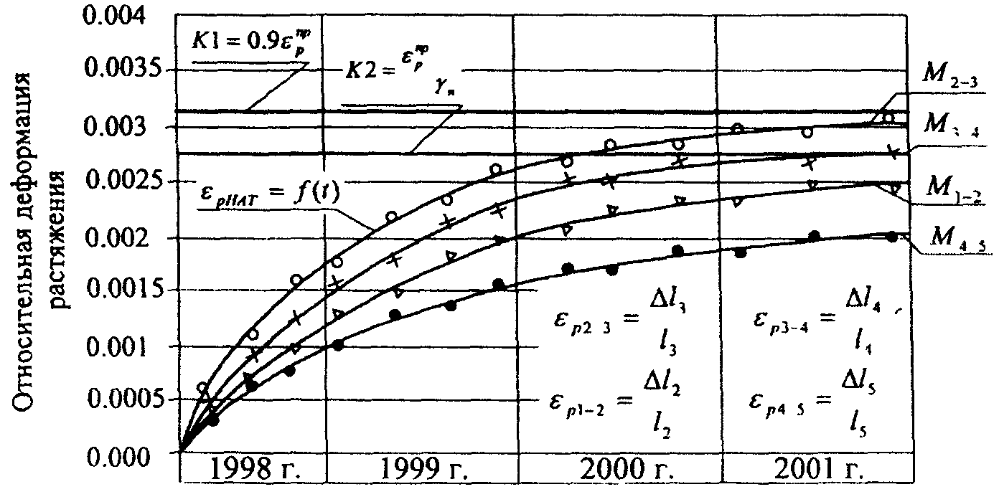 Относительная деформация
растяжения
0.004
0.0035
0.003
0.0025
0.002
0.0015
0.001
0.0005
0.000
K1 = 0.9ε_p^пр
K2 = ε_p^пр
γ_н
ε_рНАТ = f(t)
M_2-3
M_3 4
M_1-2
M_4 5
ε_p2 3 = Δl_3
l_3
ε_p3-4 = Δl_4
l_4
ε_p1-2 = Δl_2
l_2
ε_p4 5 = Δl_5
l_5
1998 г. 1999 г. 2000 г. 2001 г.